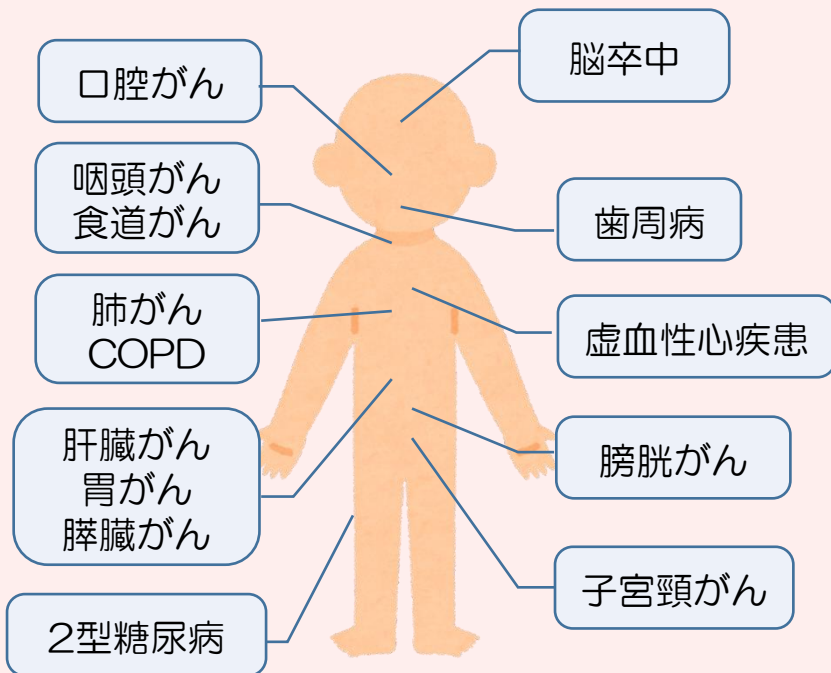 口腔がん
咽頭がん
食道がん
肺がん
COPD
肝臓がん
胃がん
膵臓がん
2型糖尿病
脳卒中
歯周病
虚血性心疾患
膀胱がん
子宮頸がん